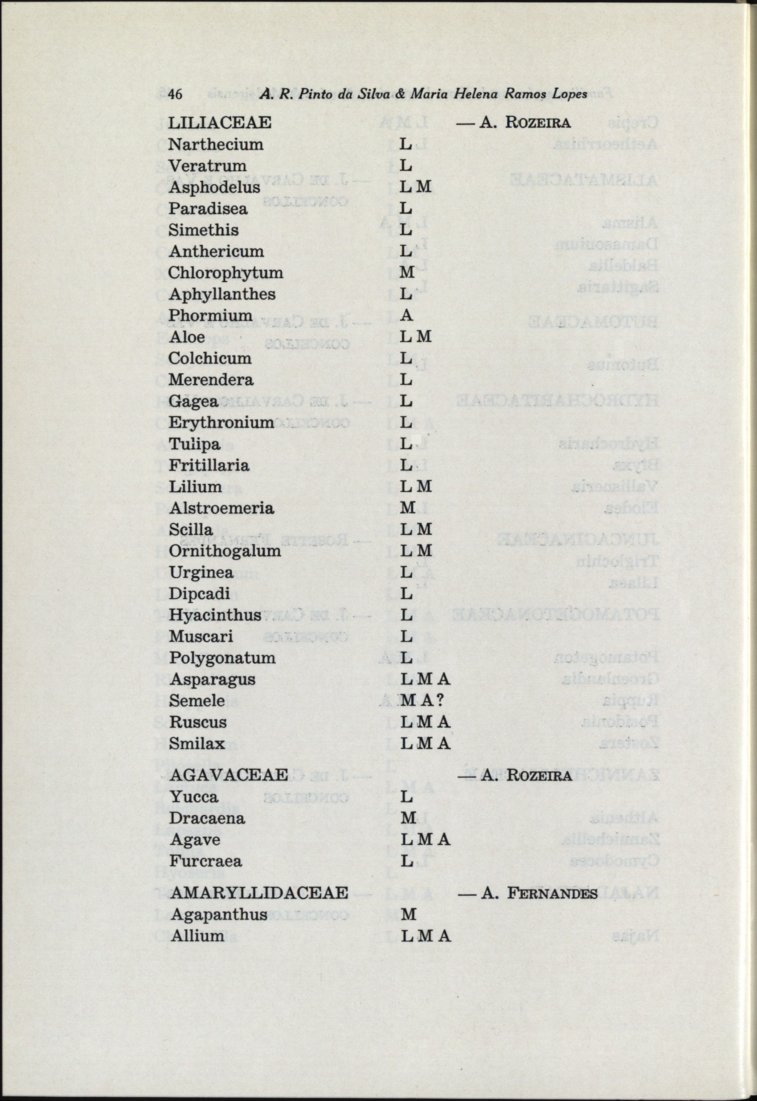 46 A. R. Pinto da Silva & Maria Helena Ramos Lopes
LILIACEAE — A. ROZEIRA
Narthecium L
Veratrum L
Asphodelus L M
Paradisea L
Simethis L
Anthericum L
Chlorophytum M
Aphyllanthes L
Phormium A
Aloe L M
Colchicum L
Merendera L
Gagea L
Erythronium L
Tulipa L
Fritillaria L
Lilium L M
Alstroemeria M
Scilla L M
Ornithogalum L M
Urginea L
Dipcadi L
Hyacinthus L
Muscari L
Polygonatum L
Asparagus L M A
Semele M A?
Ruscus L M A
Smilax L M A
AGAVACEAE — A. ROZEIRA
Yucca L
Dracaena M
Agave L M A
Furcraea L
AMARYLLIDACEAE — A. FERNANDES
Agapanthus M
Allium L M A